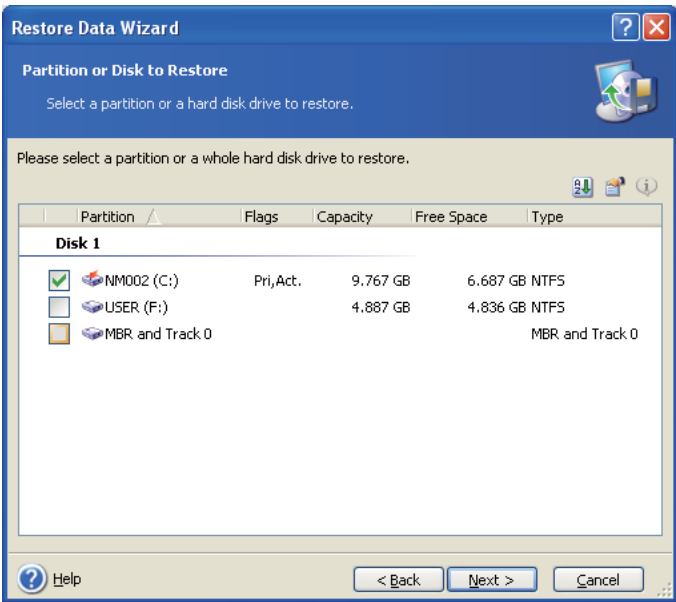 Restore Data Wizard
Partition or Disk to Restore
Select a partition or a hard disk drive to restore.
Please select a partition or a whole hard disk drive to restore.
Partition Flags Capacity Free Space Type
Disk 1
NM002 (C:) Pri,Act. 9.767 GB 6.687 GB NTFS
USER (F:) 4.887 GB 4.836 GB NTFS
MBR and Track 0 MBR and Track 0
Help < Back Next > Cancel